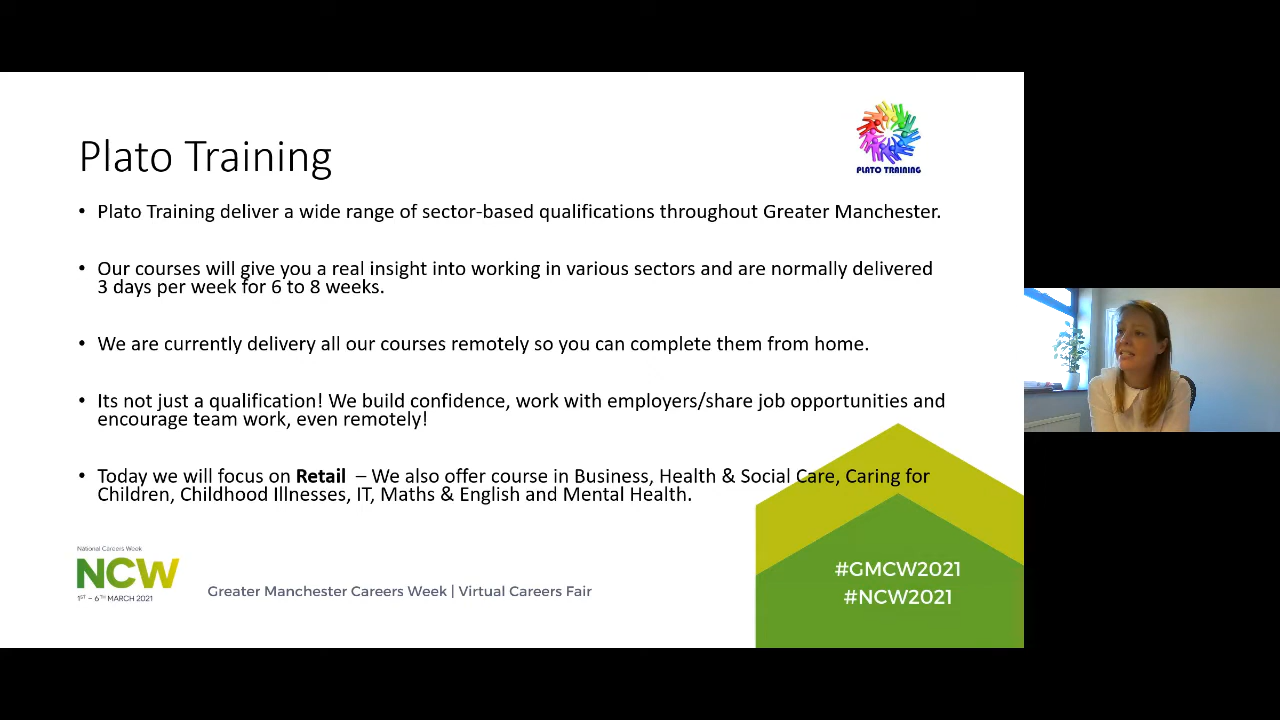 Plato Training
PLATO TRAINING
• Plato Training deliver a wide range of sector-based qualifications throughout Greater Manchester.
• Our courses will give you a real insight into working in various sectors and are normally delivered
3 days per week for 6 to 8 weeks.
• We are currently delivery all our courses remotely so you can complete them from home.
• Its not just a qualification! We build confidence, work with employers/share job opportunities and
encourage team work, even remotely!
• Today we will focus on Retail – We also offer course in Business, Health & Social Care, Caring for
Children, Childhood Illnesses, IT, Maths & English and Mental Health.
National Careers Week
NCW
1ST – 6TH MARCH 2021
Greater Manchester Careers Week | Virtual Careers Fair
#GMCW2021
#NCW2021